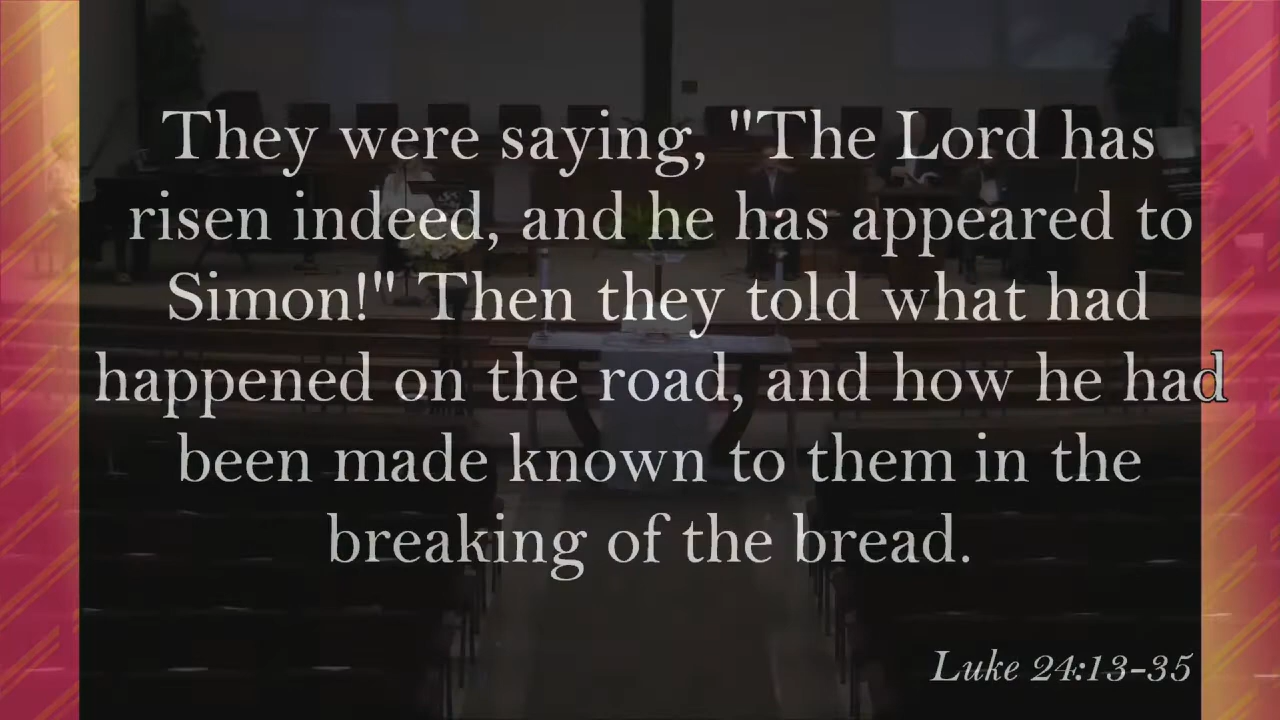 They were saying, "The Lord has
risen indeed, and he has appeared to
Simon!" Then they told what had
happened on the road, and how he had
been made known to them in the
breaking of the bread.
Luke 24:13-35